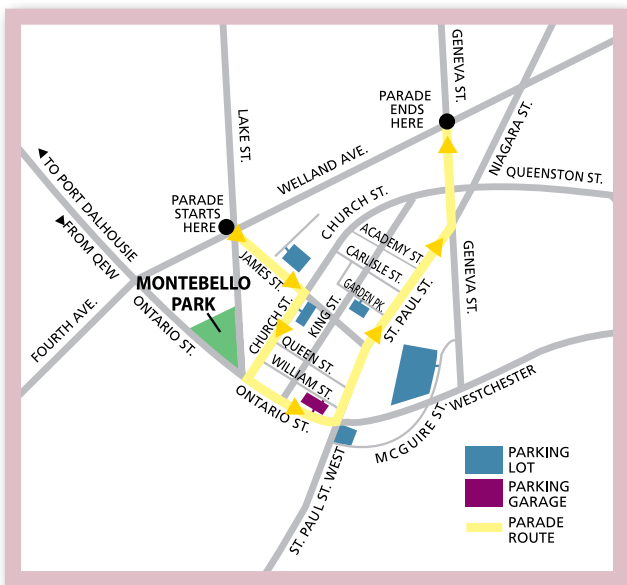 GENEVA ST.
PARADE
ENDS
HERE
NIAGARA ST.
LAKE ST.
WELLAND AVE.
QUEENSTON ST.
TO PORT DALHOUSIE
FROM QEW
PARADE
STARTS
HERE
CHURCH ST.
ACADEMY ST.
CARLISLE ST.
JAMES ST.
GARDEN PK.
ST. PAUL ST.
GENEVA ST.
MONTEBELLO
PARK
CHURCH ST.
KING ST.
FOURTH AVE.
ONTARIO ST.
QUEEN ST.
WILLIAM ST.
ONTARIO ST.
WESTCHESTER
MCGUIRE ST.
ST. PAUL ST. WEST
PARKING
LOT
PARKING
GARAGE
PARADE
ROUTE